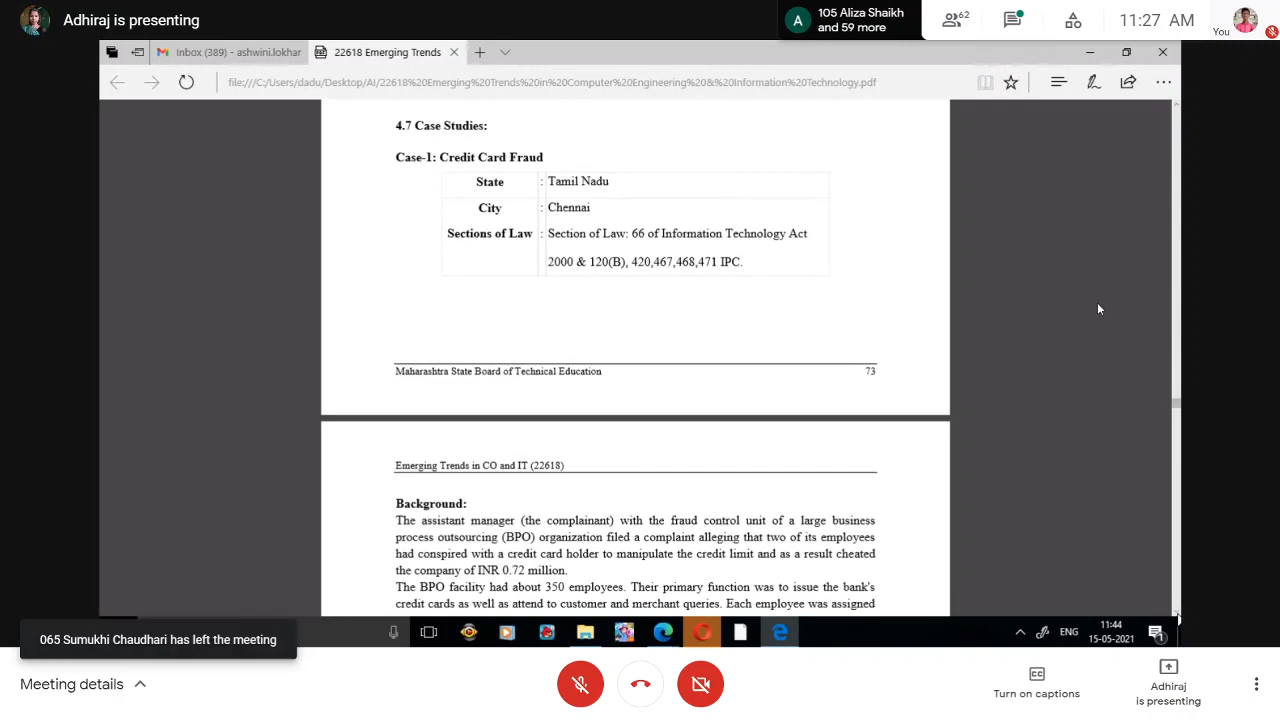 Adhiraj is presenting
A
105 Aliza Shaikh
and 59 more
62
11:27 AM
You
Inbox (389) - ashwini.lokhar
22618 Emerging Trends
file:///C:/Users/dadu/Desktop/AI/22618%20Emerging%20Trends%20in%20Computer%20Engineering%20&%20Information%20Technology.pdf
4.7 Case Studies:
Case-1: Credit Card Fraud
State : Tamil Nadu
City : Chennai
Sections of Law : Section of Law: 66 of Information Technology Act
2000 & 120(B), 420,467,468,471 IPC.
Maharashtra State Board of Technical Education 73
Emerging Trends in CO and IT (22618)
Background:
The assistant manager (the complainant) with the fraud control unit of a large business
process outsourcing (BPO) organization filed a complaint alleging that two of its employees
had conspired with a credit card holder to manipulate the credit limit and as a result cheated
the company of INR 0.72 million.
The BPO facility had about 350 employees. Their primary function was to issue the bank's
credit cards as well as attend to customer and merchant queries. Each employee was assigned
ENG
11:44
15-05-2021
1
065 Sumukhi Chaudhari has left the meeting
Meeting details
CC
Turn on captions
Adhiraj
is presenting